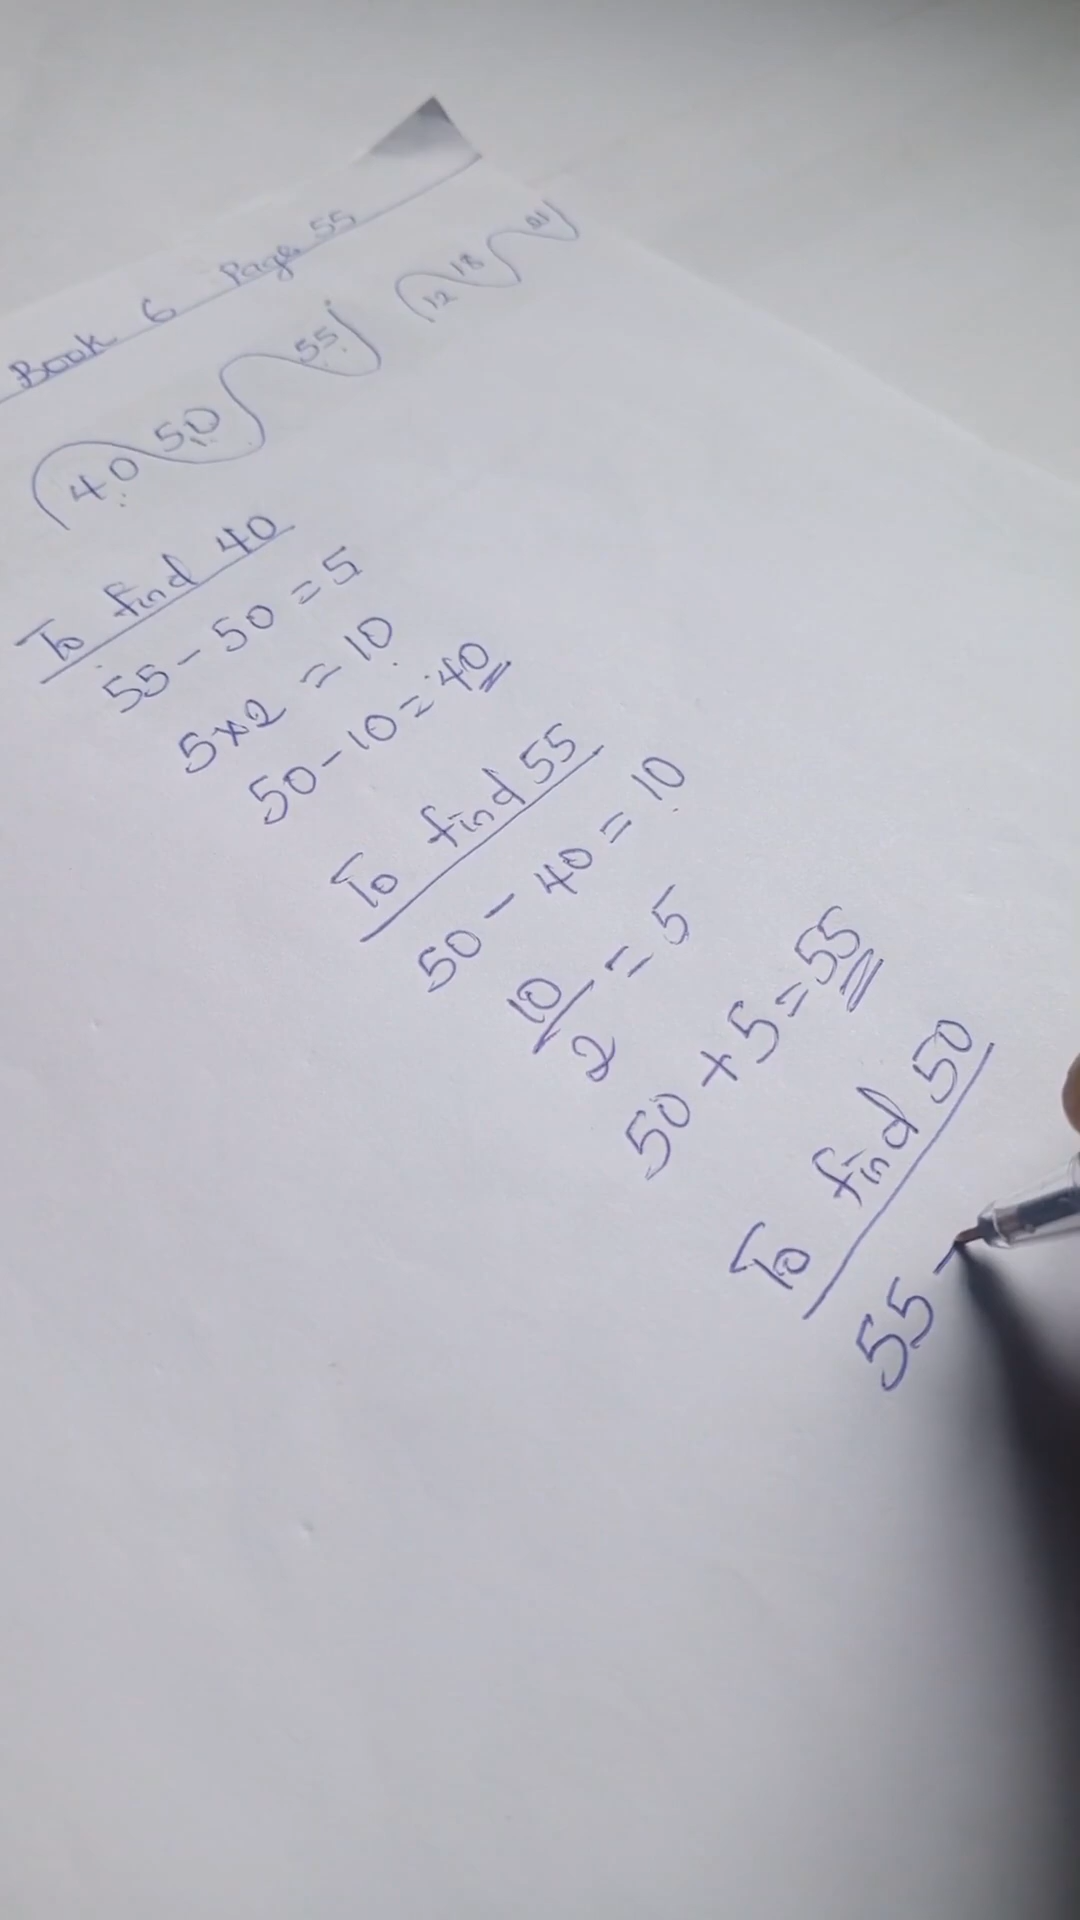 Book 6 Page 55
40 50 55
12 18 21
To find 40
55 - 50 = 5
5 × 2 = 10
50 - 10 = 40
To find 55
50 - 40 = 10
10/2 = 5
50 + 5 = 55
To find 50
55 -